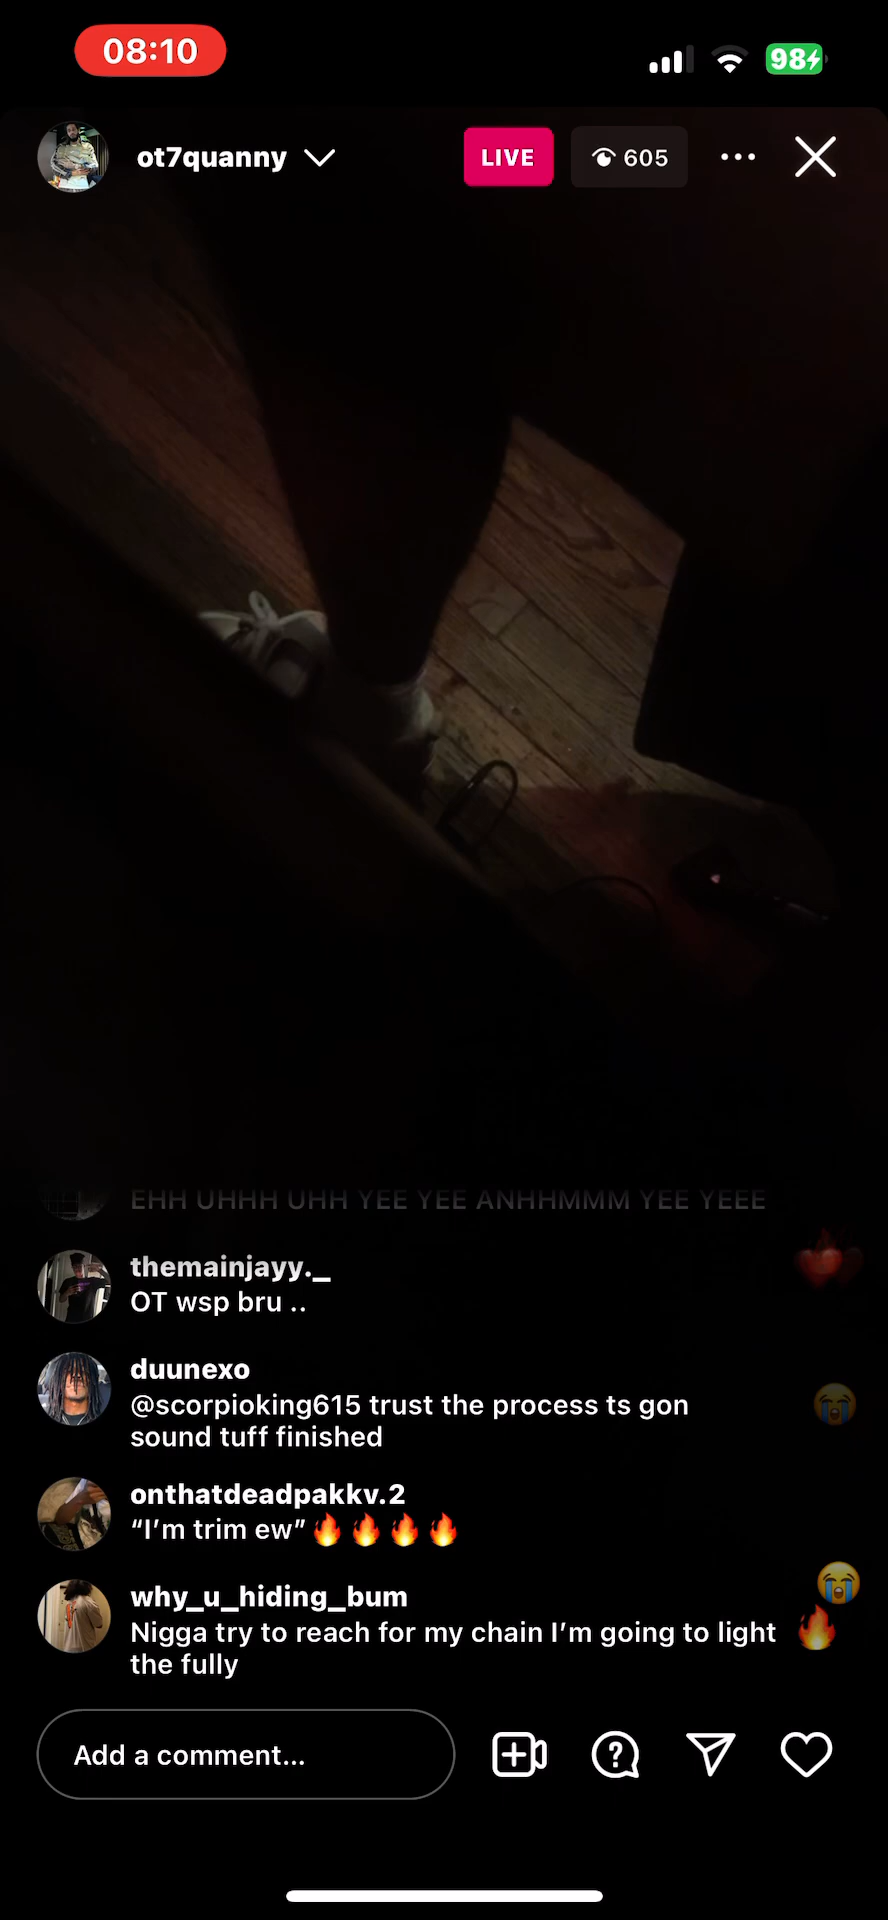 08:10
98
ot7quanny
LIVE
605
EHH UHHH UHH YEE YEE ANHHMMM YEE YEEE
themainjayy._
OT wsp bru ..
duunexo
@scorpioking615 trust the process ts gon
sound tuff finished
onthatdeadpakkv.2
“I’m trim ew”🔥🔥🔥🔥
why_u_hiding_bum
Nigga try to reach for my chain I’m going to light
the fully
Add a comment...